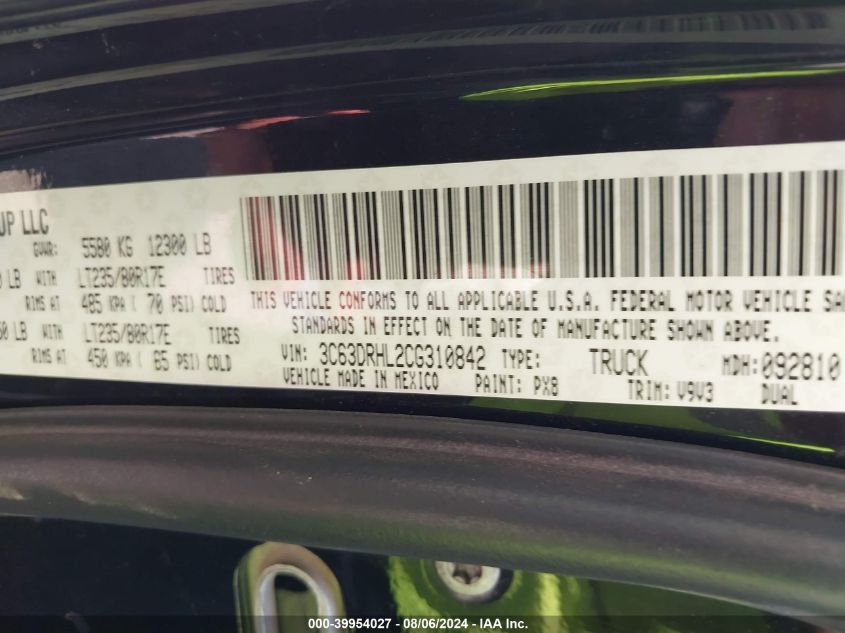 UP LLC
GVWR: 5580 KG 12300 LB
LB WITH LT235/80R17E TIRES
RIMS AT 485 KPA ( 70 PSI) COLD
LB WITH LT235/80R17E TIRES
RIMS AT 450 KPA ( 65 PSI) COLD
THIS VEHICLE CONFORMS TO ALL APPLICABLE U.S.A. FEDERAL MOTOR VEHICLE SA
STANDARDS IN EFFECT ON THE DATE OF MANUFACTURE SHOWN ABOVE.
VIN: 3C63DRHL2CG310842 TYPE: TRUCK MDH: 092810
VEHICLE MADE IN MEXICO PAINT: PX8 TRIM: V9V3 DUAL
000-39954027 - 08/06/2024 - IAA Inc.